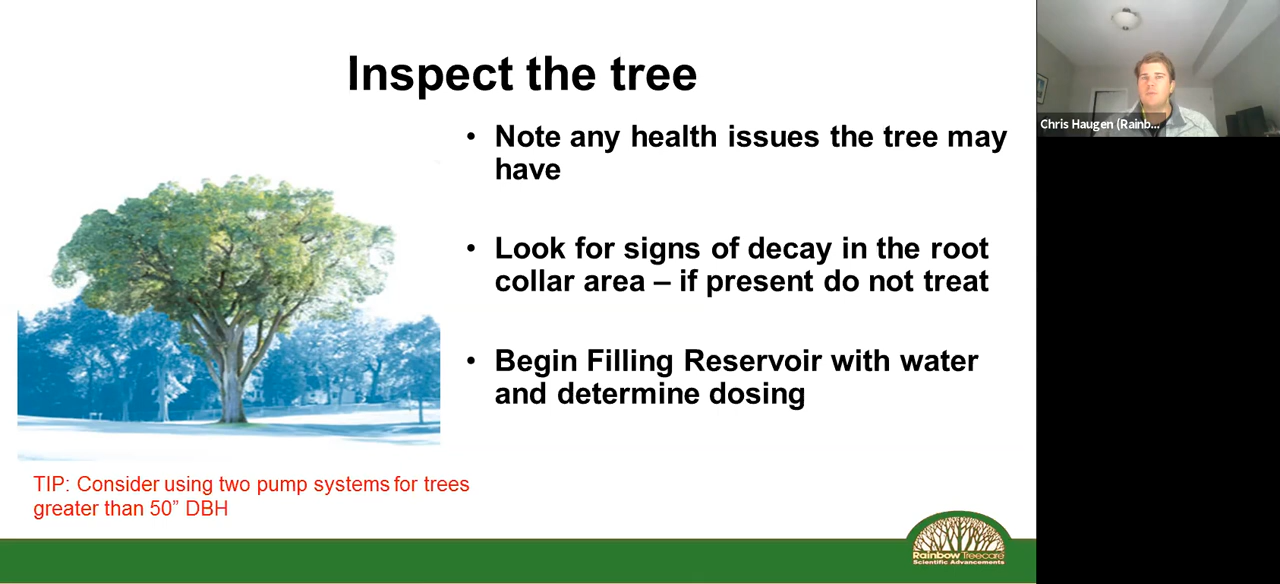 Inspect the tree
• Note any health issues the tree may
have
• Look for signs of decay in the root
collar area – if present do not treat
• Begin Filling Reservoir with water
and determine dosing
TIP: Consider using two pump systems for trees
greater than 50” DBH
Rainbow Treecare
Scientific Advancements
Chris Haugen (Rainb...